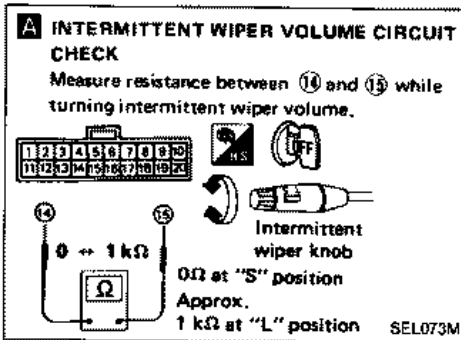 A INTERMITTENT WIPER VOLUME CIRCUIT
CHECK
Measure resistance between ⑭ and ⑮ while
turning intermittent wiper volume.
1 2 3 4 5 6 7 8 9 10
11 12 13 14 15 16 17 18 19 20
H.S.
OFF
⑭ ⑮
0 ↔ 1 kΩ
Ω
Intermittent
wiper knob
0Ω at "S" position
Approx.
1 kΩ at "L" position
SEL073M